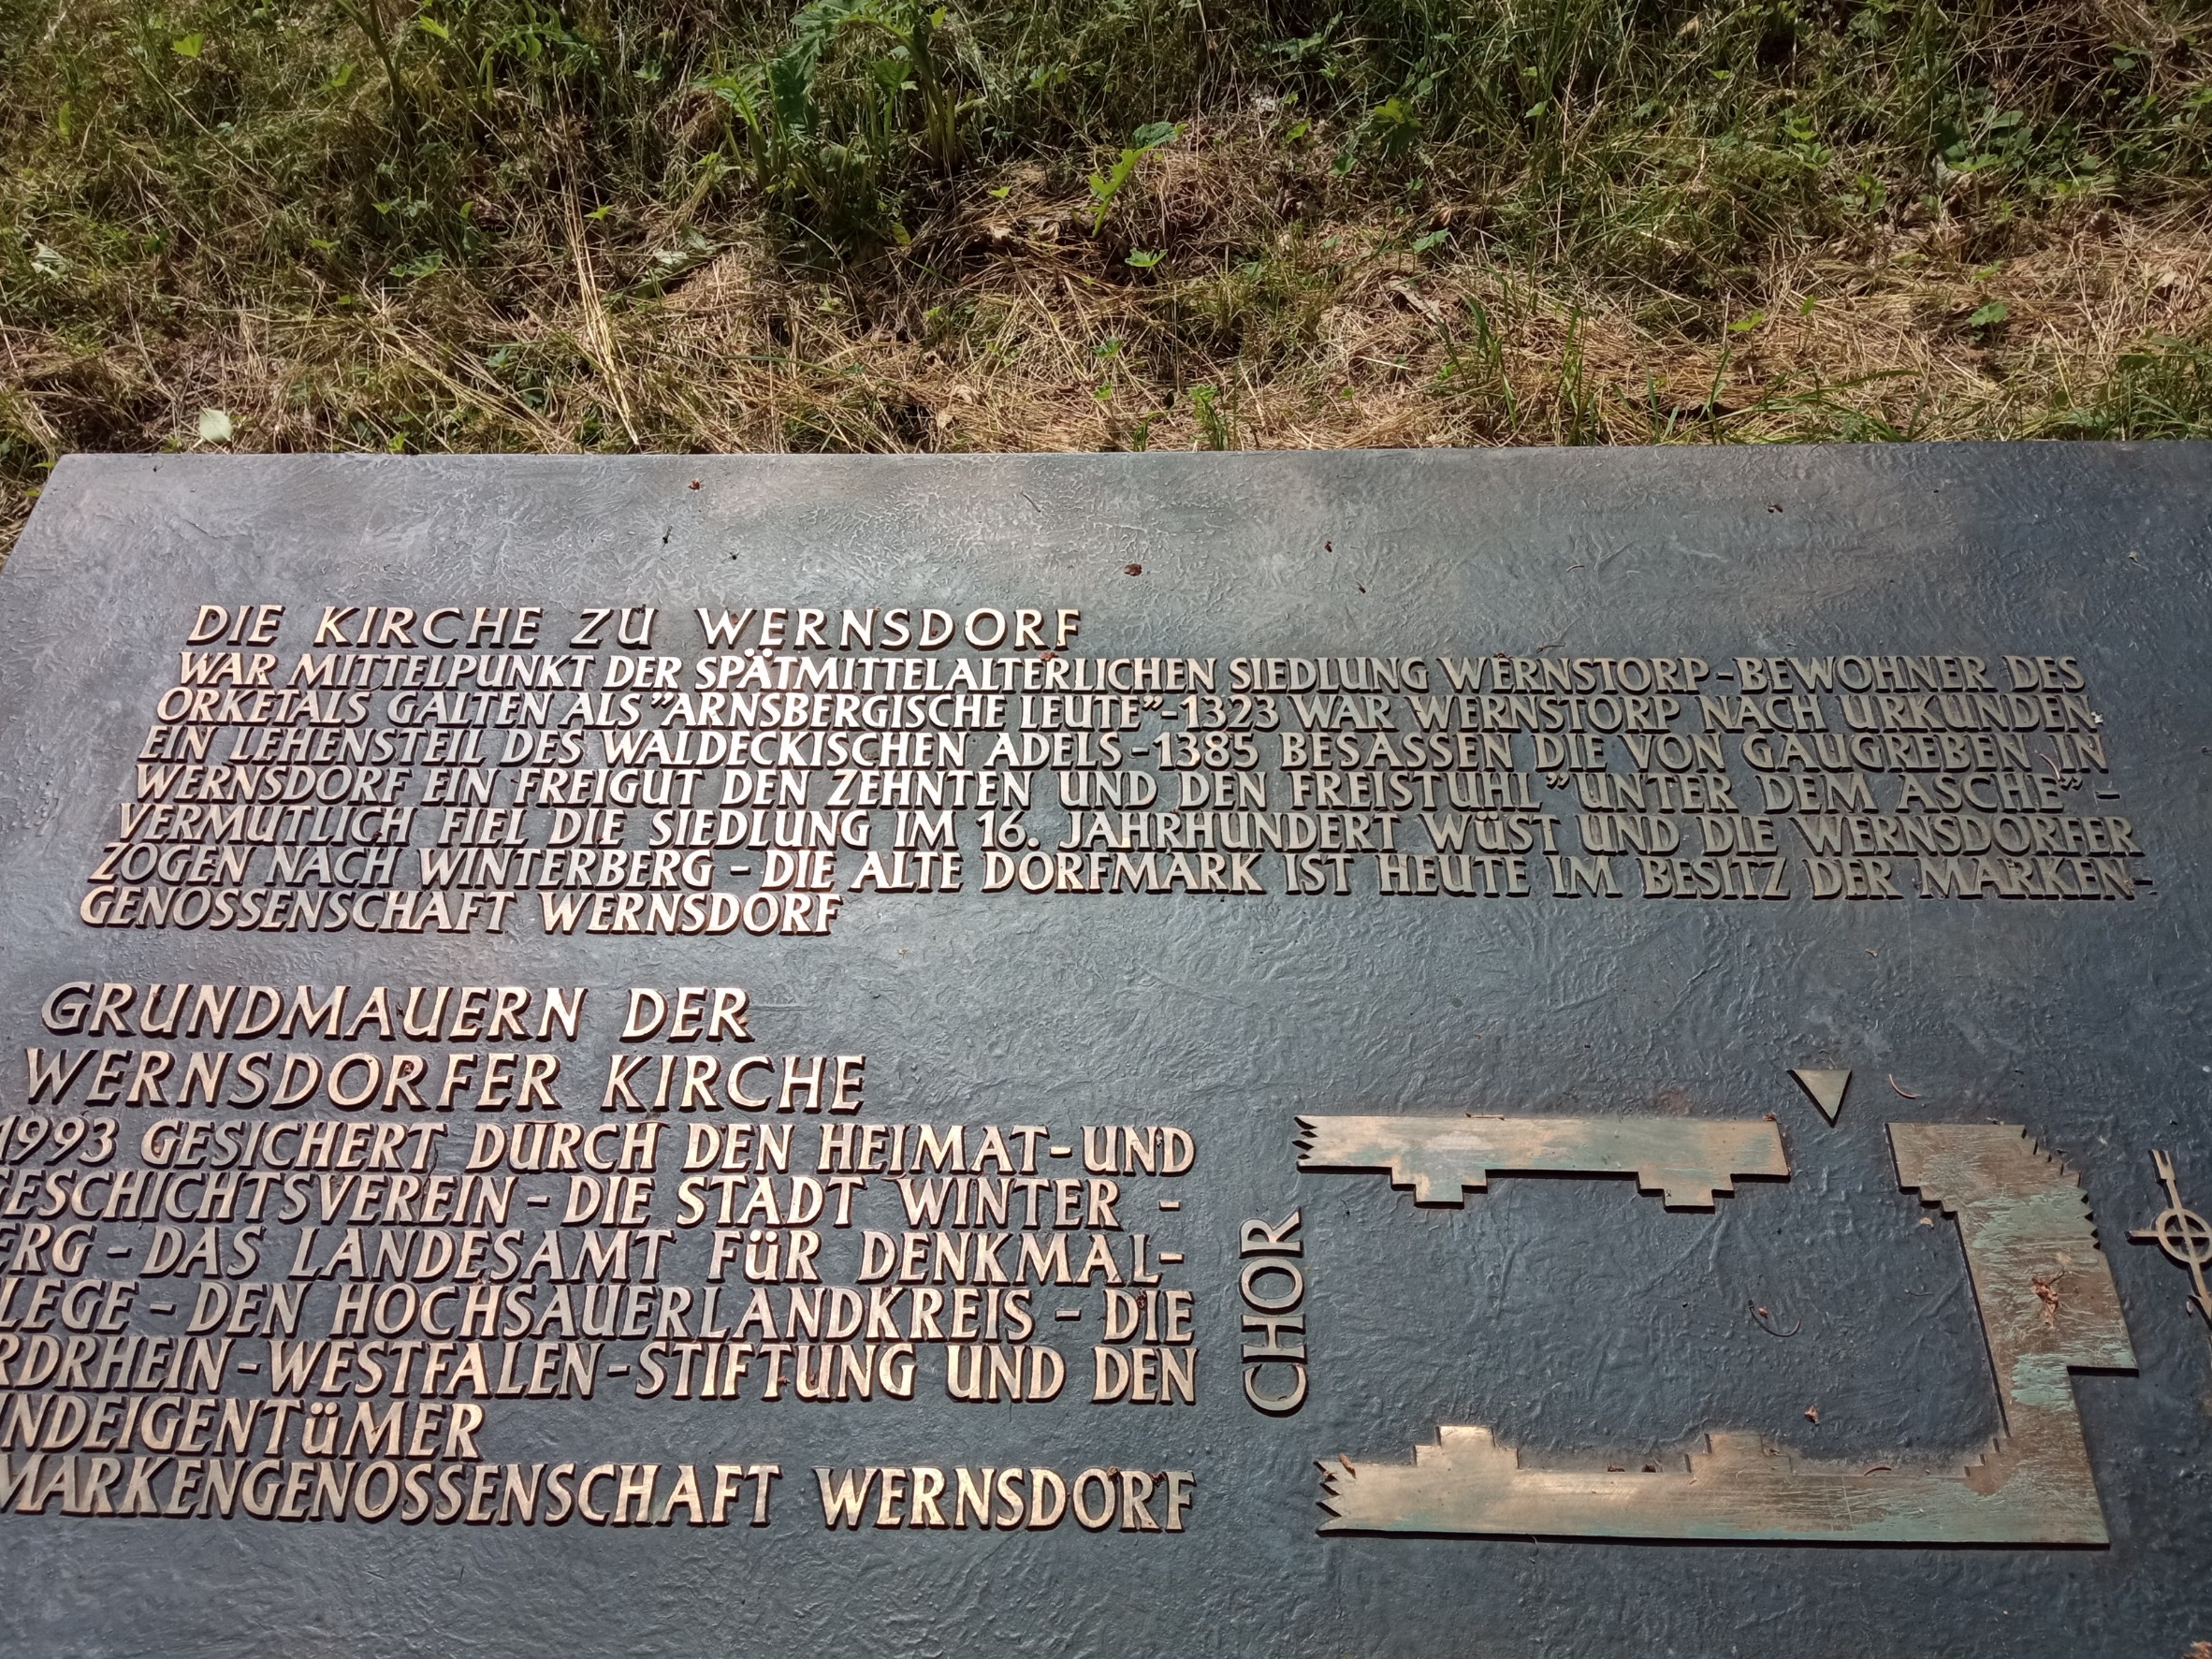 DIE KIRCHE ZU WERNSDORF
WAR MITTELPUNKT DER SPÄTMITTELALTERLICHEN SIEDLUNG WERNSTORP-BEWOHNER DES
ORKETALS GALTEN ALS "ARNSBERGISCHE LEUTE"-1323 WAR WERNSTORP NACH URKUNDEN
EIN LEHENSTEIL DES WALDECKISCHEN ADELS-1385 BESASSEN DIE VON GAUGREBEN IN
WERNSDORF EIN FREIGUT DEN ZEHNTEN UND DEN FREISTUHL "UNTER DEM ASCHE"-
VERMUTLICH FIEL DIE SIEDLUNG IM 16. JAHRHUNDERT WÜST UND DIE WERNSDORFER
ZOGEN NACH WINTERBERG - DIE ALTE DORFMARK IST HEUTE IM BESITZ DER MARKEN-
GENOSSENSCHAFT WERNSDORF
GRUNDMAUERN DER
WERNSDORFER KIRCHE
1993 GESICHERT DURCH DEN HEIMAT-UND
GESCHICHTSVEREIN - DIE STADT WINTER -
ERG - DAS LANDESAMT FÜR DENKMAL-
LEGE - DEN HOCHSAUERLANDKREIS - DIE
RDRHEIN-WESTFALEN-STIFTUNG UND DEN
NDEIGENTÜMER
MARKENGENOSSENSCHAFT WERNSDORF
CHOR